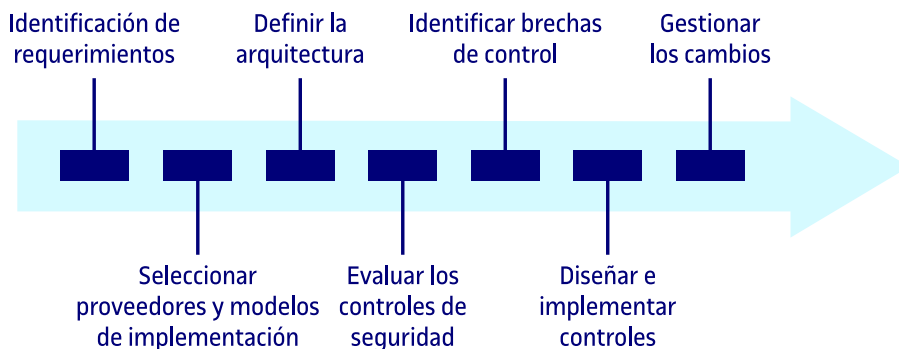 Identificación de
requerimientos
Definir la
arquitectura
Identificar brechas
de control
Gestionar
los cambios
Seleccionar
proveedores y modelos
de implementación
Evaluar los
controles de
seguridad
Diseñar e
implementar
controles